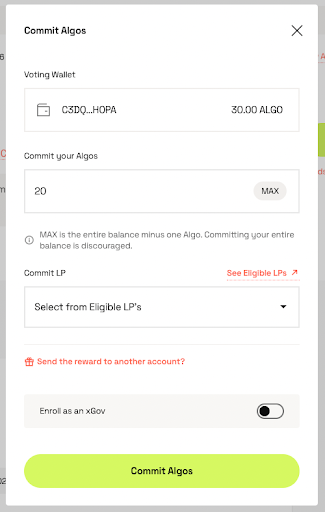 Commit Algos
Voting Wallet
C3DQ...HOPA 30.00 ALGO
Commit your Algos
20 MAX
MAX is the entire balance minus one Algo. Committing your entire
balance is discouraged.
Commit LP See Eligible LPs ↗
Select from Eligible LP's
Send the reward to another account?
Enroll as an xGov
Commit Algos